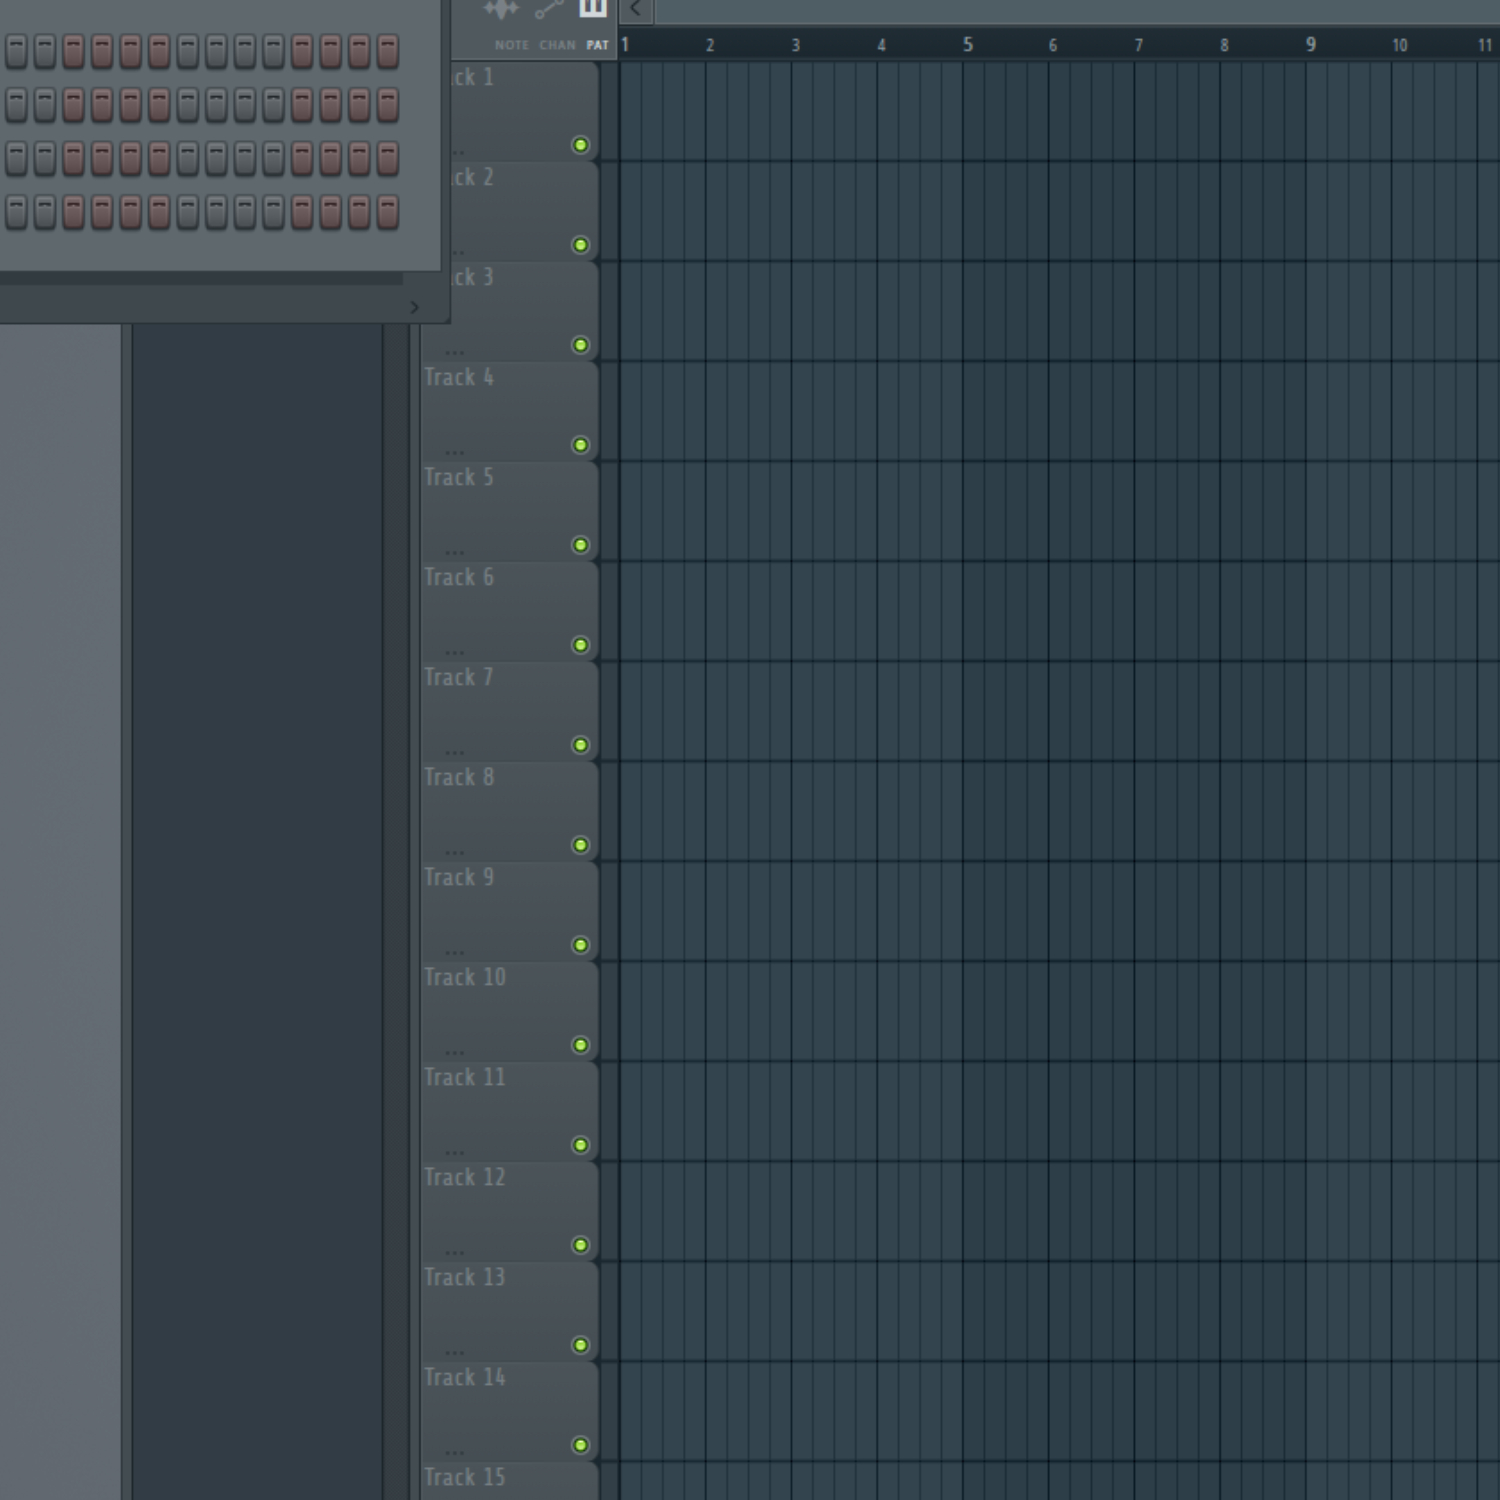 NOTE CHAN PAT
1 2 3 4 5 6 7 8 9 10 11
ck 1
ck 2
ck 3
...
Track 4
...
Track 5
...
Track 6
...
Track 7
...
Track 8
...
Track 9
...
Track 10
...
Track 11
...
Track 12
...
Track 13
...
Track 14
...
Track 15